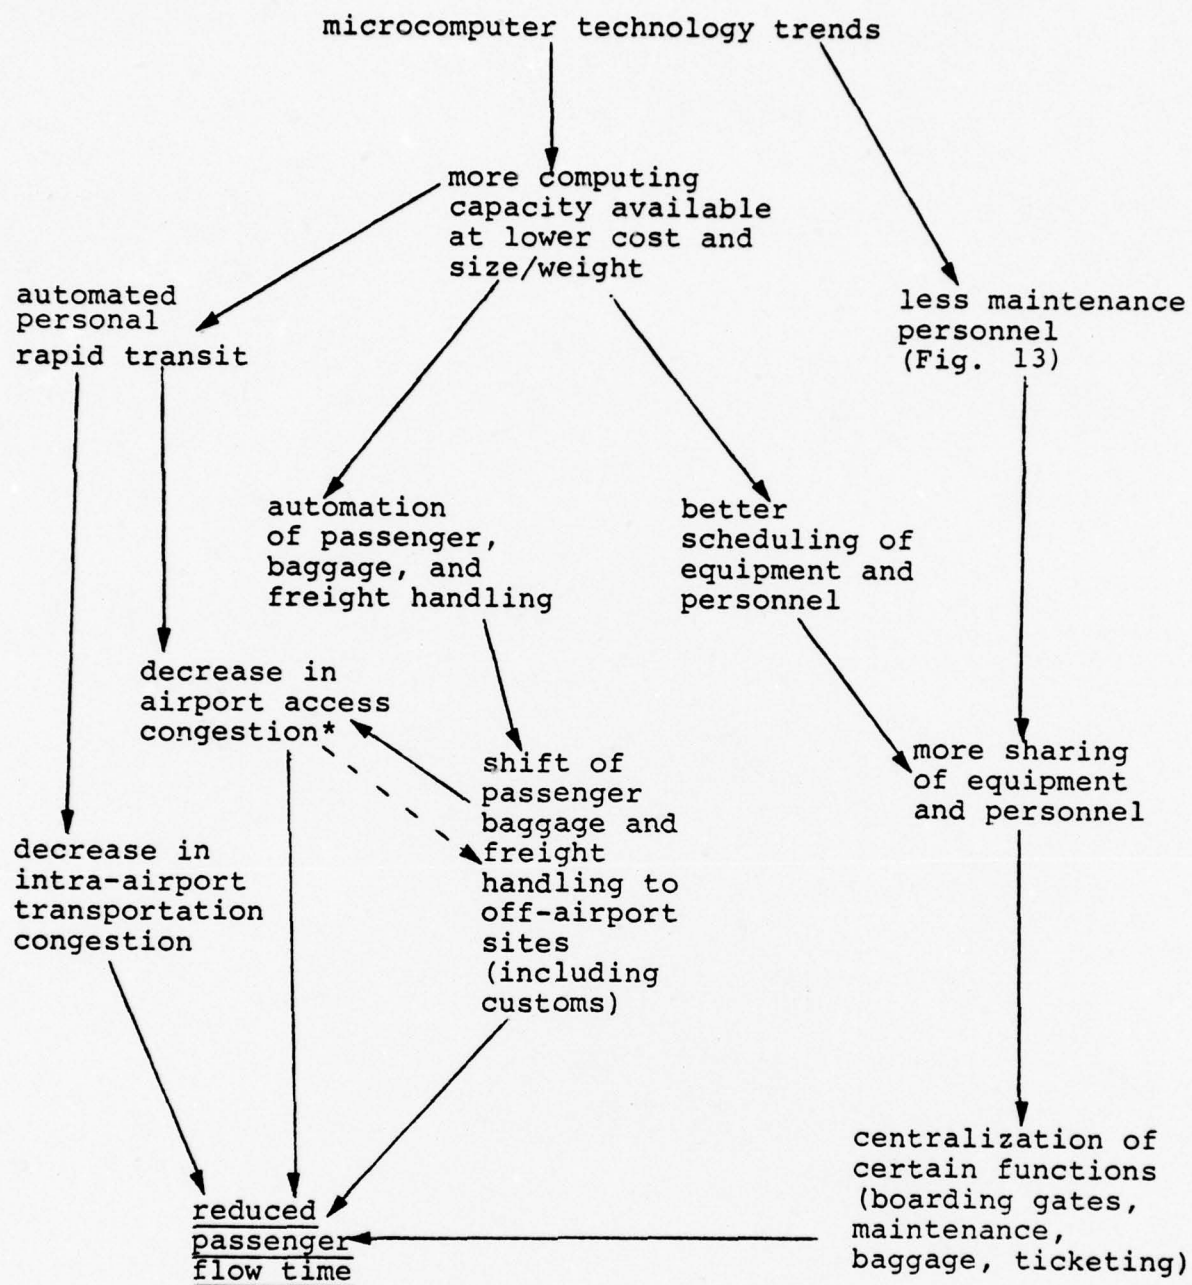 microcomputer technology trends
more computing
capacity available
at lower cost and
size/weight
automated
personal
rapid transit
less maintenance
personnel
(Fig. 13)
automation
of passenger,
baggage, and
freight handling
better
scheduling of
equipment and
personnel
decrease in
airport access
congestion*
shift of
passenger
baggage and
freight
handling to
off-airport
sites
(including
customs)
more sharing
of equipment
and personnel
decrease in
intra-airport
transportation
congestion
centralization of
certain functions
(boarding gates,
maintenance,
baggage, ticketing)
reduced
passenger
flow time